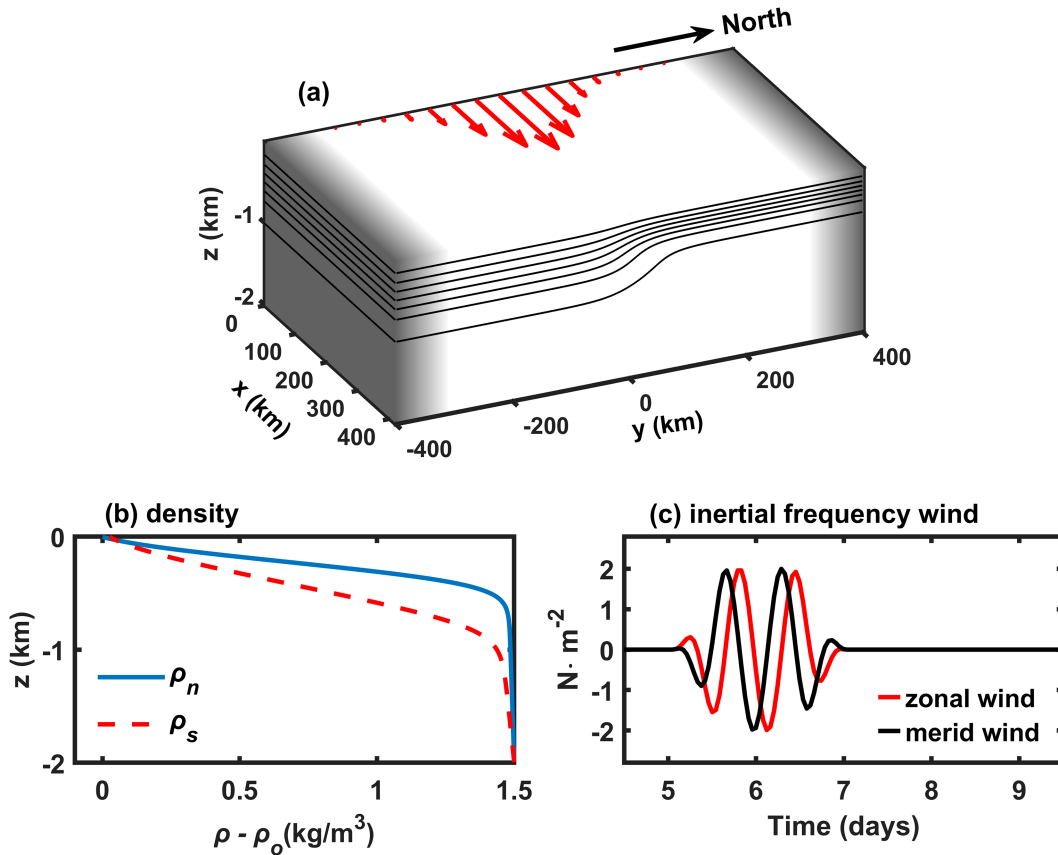 North
(a)
z (km)
-1
-2
0
100
200
300
400
x (km)
-400
-200
0
200
400
y (km)
(b) density
z (km)
0
-1
-2
ρn
ρs
0 0.5 1 1.5
ρ - ρo(kg/m3)
(c) inertial frequency wind
N· m-2
2
1
0
-1
-2
zonal wind
merid wind
5 6 7 8 9
Time (days)